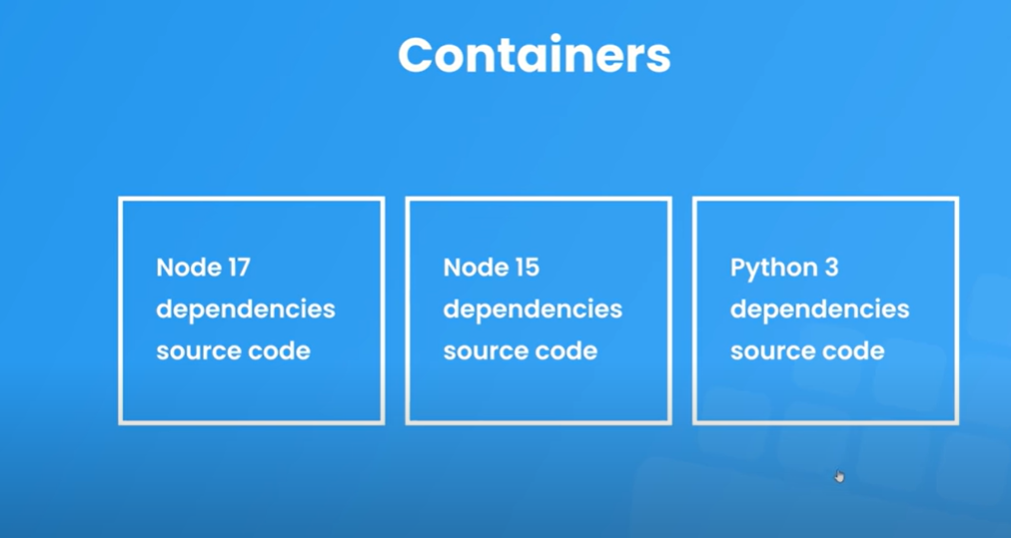 Containers
Node 17
dependencies
source code
Node 15
dependencies
source code
Python 3
dependencies
source code